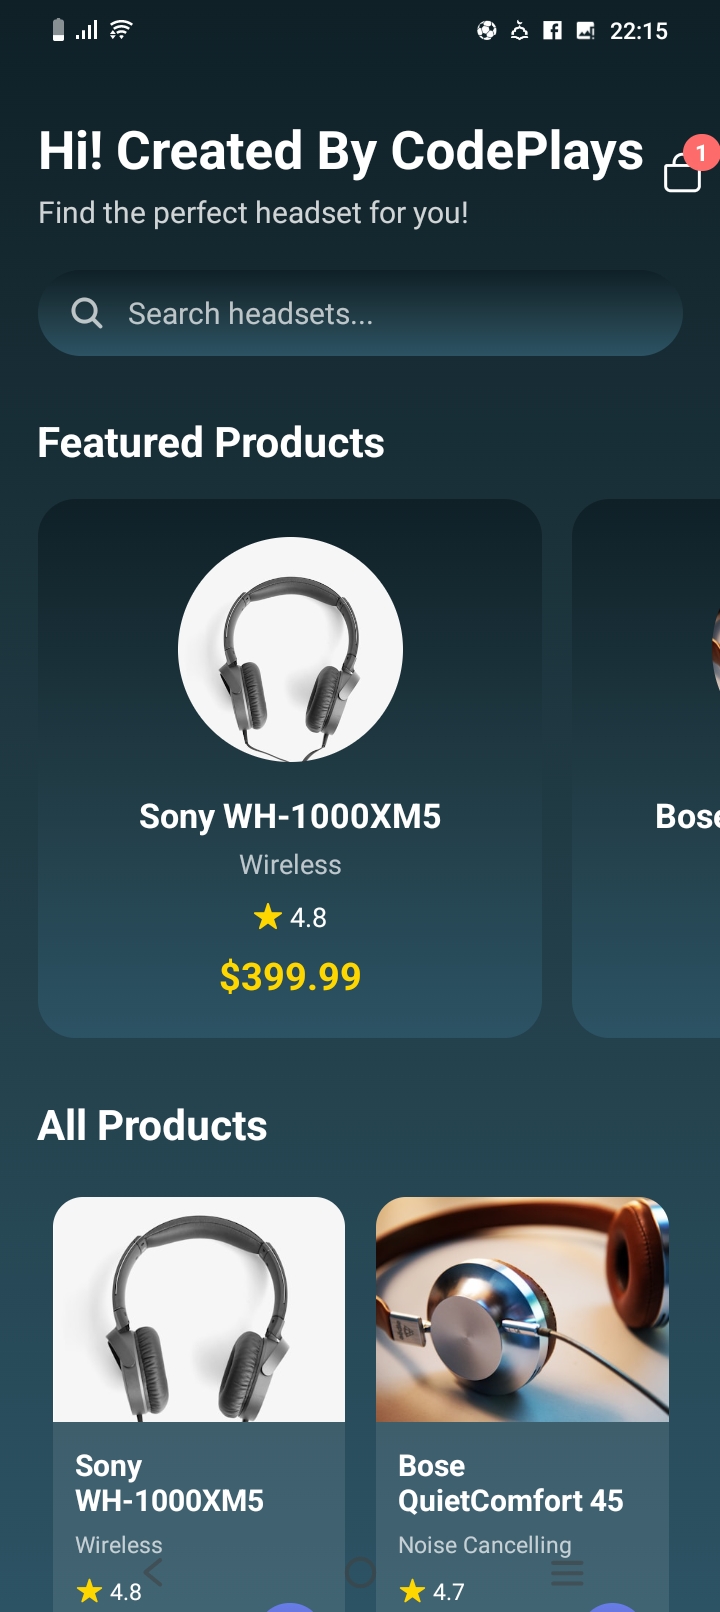 22:15
Hi! Created By CodePlays
1
Find the perfect headset for you!
Search headsets...
Featured Products
Sony WH-1000XM5
Wireless
4.8
$399.99
Bose
All Products
Sony
WH-1000XM5
Wireless
4.8
Bose
QuietComfort 45
Noise Cancelling
4.7